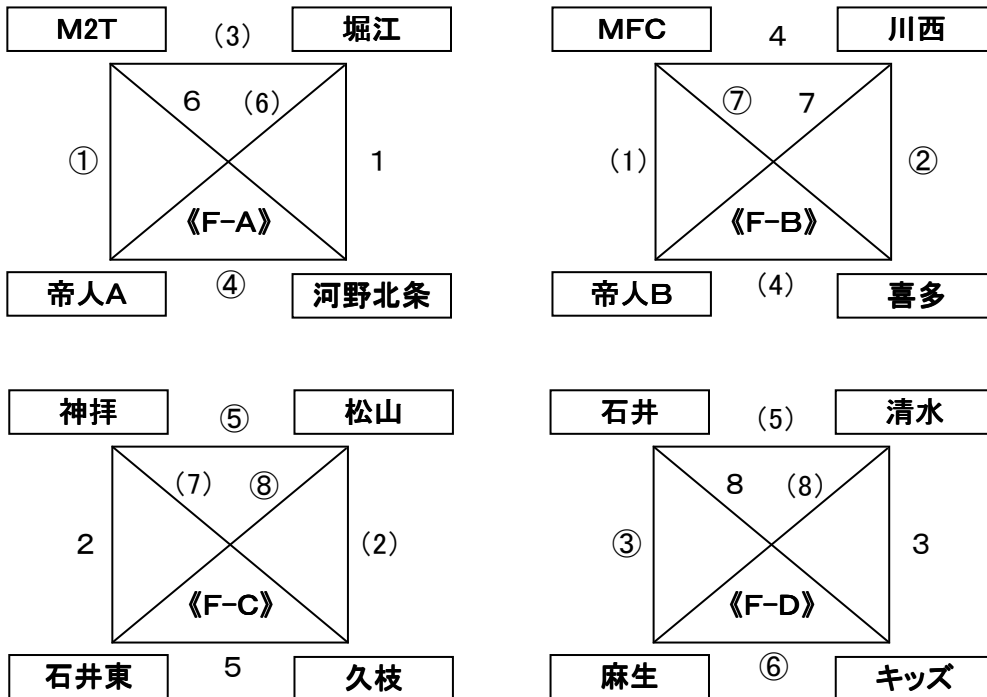 M2T (3) 堀江
6 (6)
① 1
《F-A》
帝人A ④ 河野北条
MFC 4 川西
⑦ 7
(1) ②
《F-B》
帝人B (4) 喜多
神拝 ⑤ 松山
(7) ⑧
2 (2)
《F-C》
石井東 5 久枝
石井 (5) 清水
8 (8)
③ 3
《F-D》
麻生 ⑥ キッズ